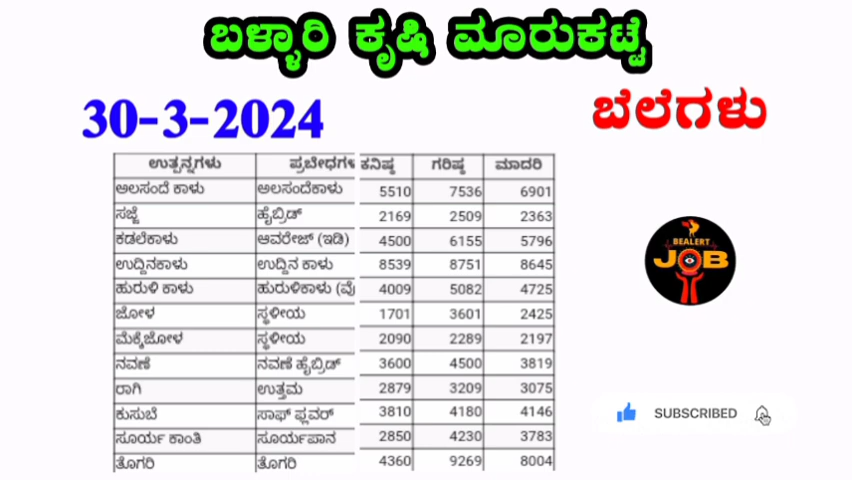 ಬಳ್ಳಾರಿ ಕೃಷಿ ಮಾರುಕಟ್ಟೆ
30-3-2024 ಬೆಲೆಗಳು
ಉತ್ಪನ್ನಗಳು ಪ್ರಬೇಧಗಳ ಕನಿಷ್ಠ ಗರಿಷ್ಠ ಮಾದರಿ
ಅಲಸಂದೆ ಕಾಳು ಅಲಸಂದೆಕಾಳು 5510 7536 6901
ಸಜ್ಜೆ ಹೈಬ್ರಿಡ್ 2169 2509 2363
ಕಡಲೆಕಾಳು ಆವರೇಜ್ (ಇಡಿ) 4500 6155 5796
ಉದ್ದಿನಕಾಳು ಉದ್ದಿನ ಕಾಳು 8539 8751 8645
ಹುರುಳಿ ಕಾಳು ಹುರುಳಿಕಾಳು 4009 5082 4725
ಜೋಳ ಸ್ಥಳೀಯ 1701 3601 2425
ಮೆಕ್ಕೆಜೋಳ ಸ್ಥಳೀಯ 2090 2289 2197
ನವಣೆ ನವಣೆ ಹೈಬ್ರಿಡ್ 3600 4500 3819
ರಾಗಿ ಉತ್ತಮ 2879 3209 3075
ಕುಸುಬೆ ಸಾಫ್ ಫ್ಲವರ್ 3810 4180 4146
ಸೂರ್ಯ ಕಾಂತಿ ಸೂರ್ಯಪಾನ 2850 4230 3783
ತೊಗರಿ ತೊಗರಿ 4360 9269 8004
BEALERT
JOB
SUBSCRIBED